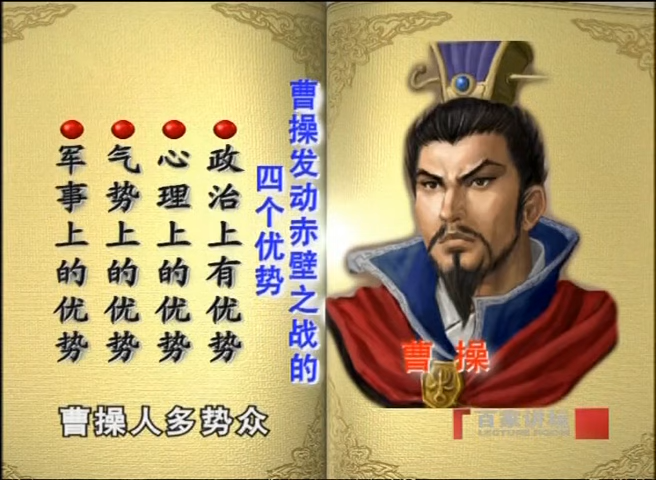 曹操发动赤壁之战的
四个优势
政治上有优势
心理上的优势
气势上的优势
军事上的优势
曹操
曹操人多势众
百家讲坛
LECTURE ROOM